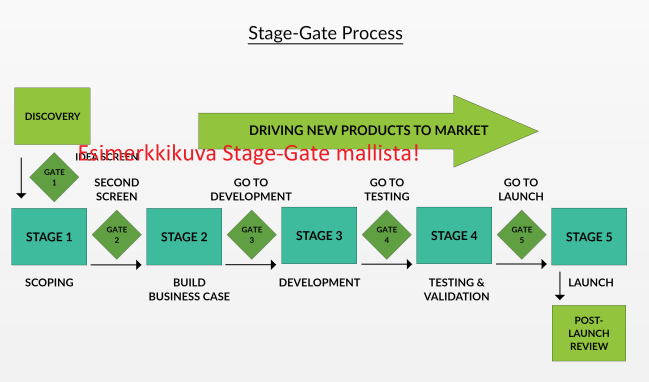 Stage-Gate Process
DISCOVERY
DRIVING NEW PRODUCTS TO MARKET
Esimerkkikuva Stage-Gate mallista!
IDEA SCREEN
GATE
1
SECOND
SCREEN
GO TO
DEVELOPMENT
GO TO
TESTING
GO TO
LAUNCH
STAGE 1
GATE
2
STAGE 2
GATE
3
STAGE 3
GATE
4
STAGE 4
GATE
5
STAGE 5
SCOPING
BUILD
BUSINESS CASE
DEVELOPMENT
TESTING &
VALIDATION
LAUNCH
POST-
LAUNCH
REVIEW